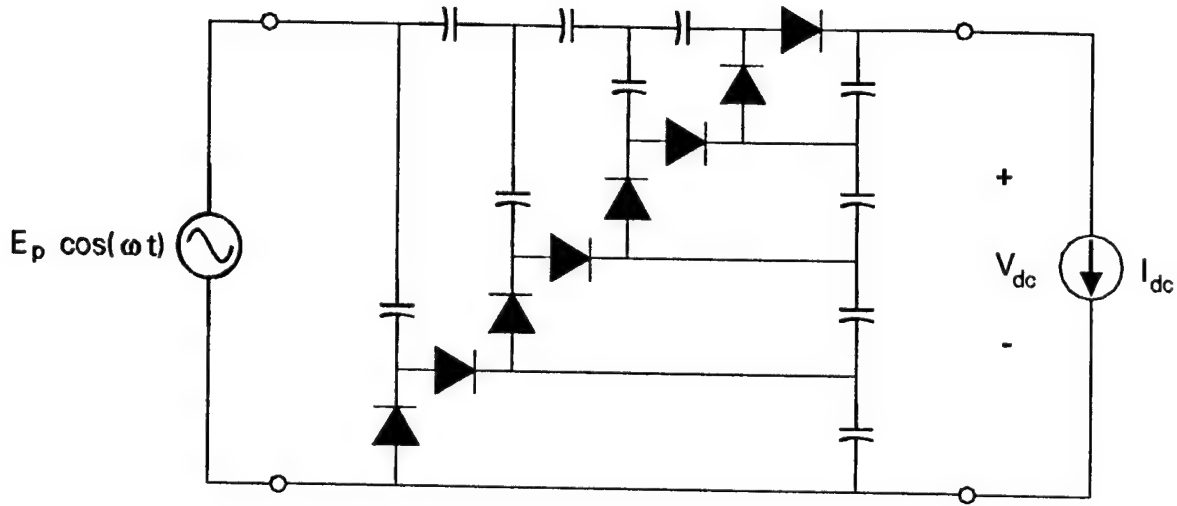 E_p cos(ωt)
+
V_dc
I_dc
-